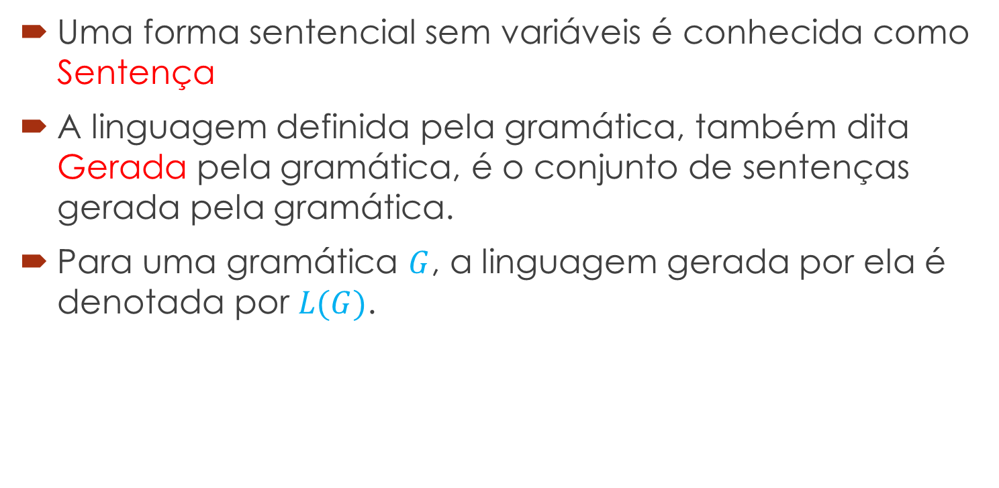 Uma forma sentencial sem variáveis é conhecida como
Sentença
A linguagem definida pela gramática, também dita
Gerada pela gramática, é o conjunto de sentenças
gerada pela gramática.
Para uma gramática G, a linguagem gerada por ela é
denotada por L(G).